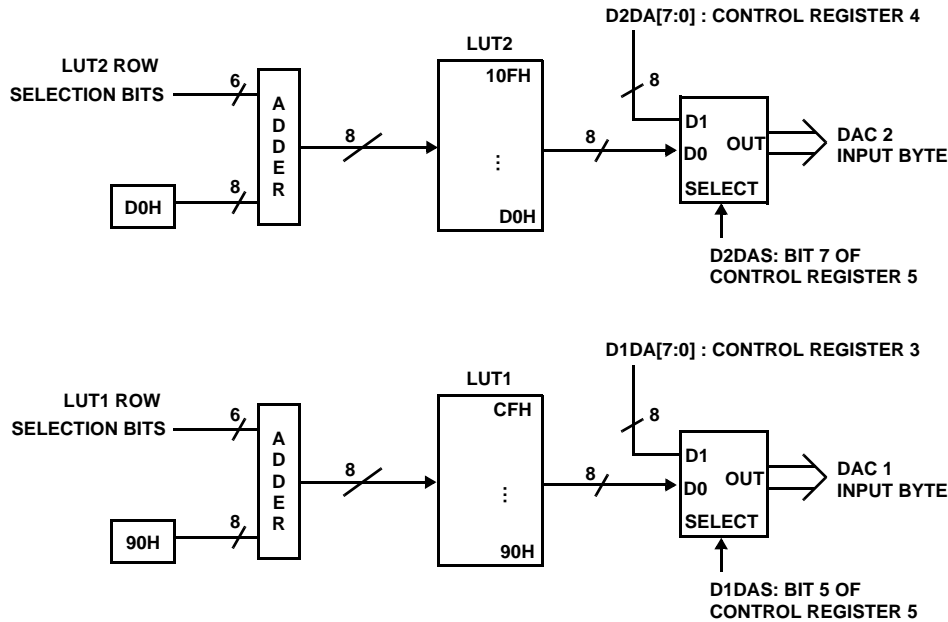 D2DA[7:0] : CONTROL REGISTER 4
LUT2
LUT2 ROW
SELECTION BITS
6
A
D
D
E
R
8
10FH
...
D0H
8
8
D1
D0
OUT
SELECT
DAC 2
INPUT BYTE
D0H
8
D2DAS: BIT 7 OF
CONTROL REGISTER 5
D1DA[7:0] : CONTROL REGISTER 3
LUT1
LUT1 ROW
SELECTION BITS
6
A
D
D
E
R
8
CFH
...
90H
8
8
D1
D0
OUT
SELECT
DAC 1
INPUT BYTE
90H
8
D1DAS: BIT 5 OF
CONTROL REGISTER 5